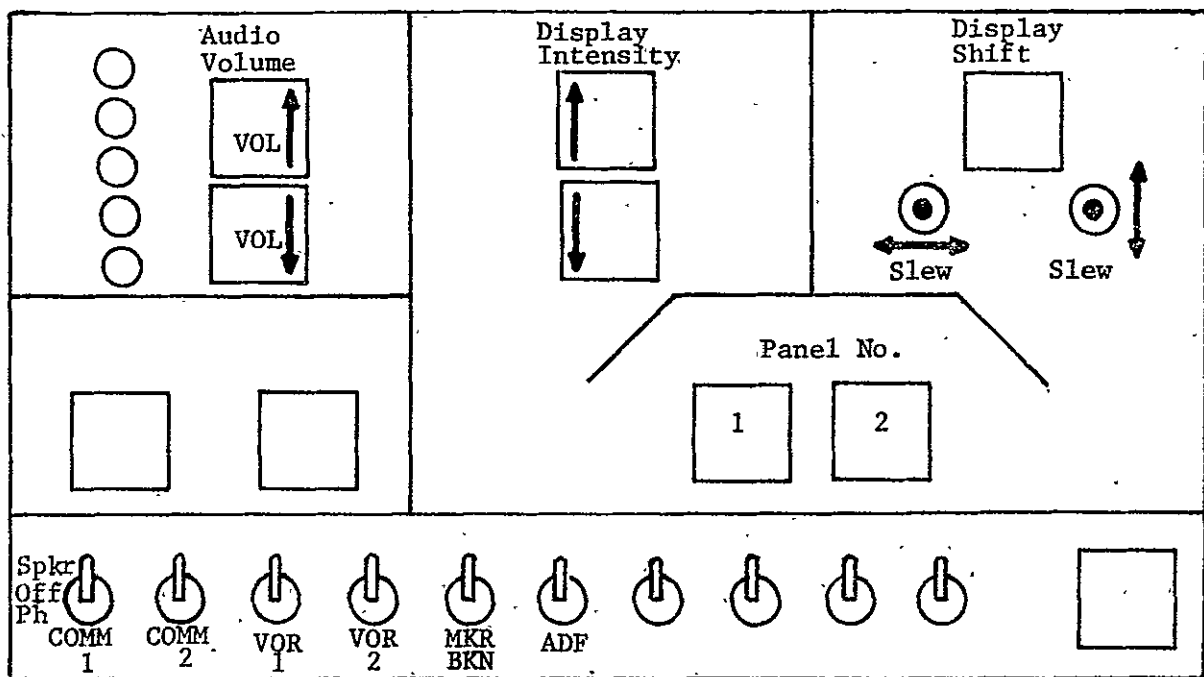 Audio
Volume
VOL
VOL
Display
Intensity
Display
Shift
Slew
Slew
Panel No.
1
2
Spkr
Off
Ph
COMM
1
COMM
2
VOR
1
VOR
2
MKR
BKN
ADF